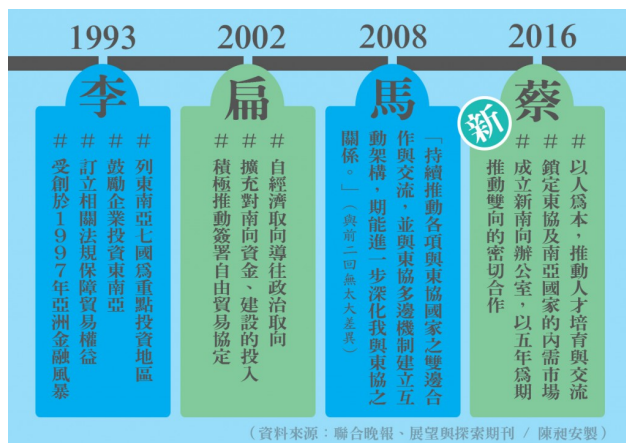 1993
李
# 列東南亞七國為重點投資地區
# 鼓勵企業投資東南亞
# 訂立相關法規保障貿易權益
# 受創於1997年亞洲金融風暴
2002
扁
# 自經濟取向導往政治取向
# 擴充對南向資金、建設的投入
# 積極推動簽署自由貿易協定
2008
馬
「持續推動各項與東協國家之雙邊合
作與交流，並與東協多邊機制建立互
動架構，期能進一步深化我與東協之
關係。」（與前二回無太大差異）
2016
新
蔡
# 以人為本，推動人才培育與交流
# 鎖定東協及南亞國家的內需市場
# 成立新南向辦公室，以五年為期
推動雙向的密切合作
（資料來源：聯合晚報、展望與探索期刊 / 陳昶安製）